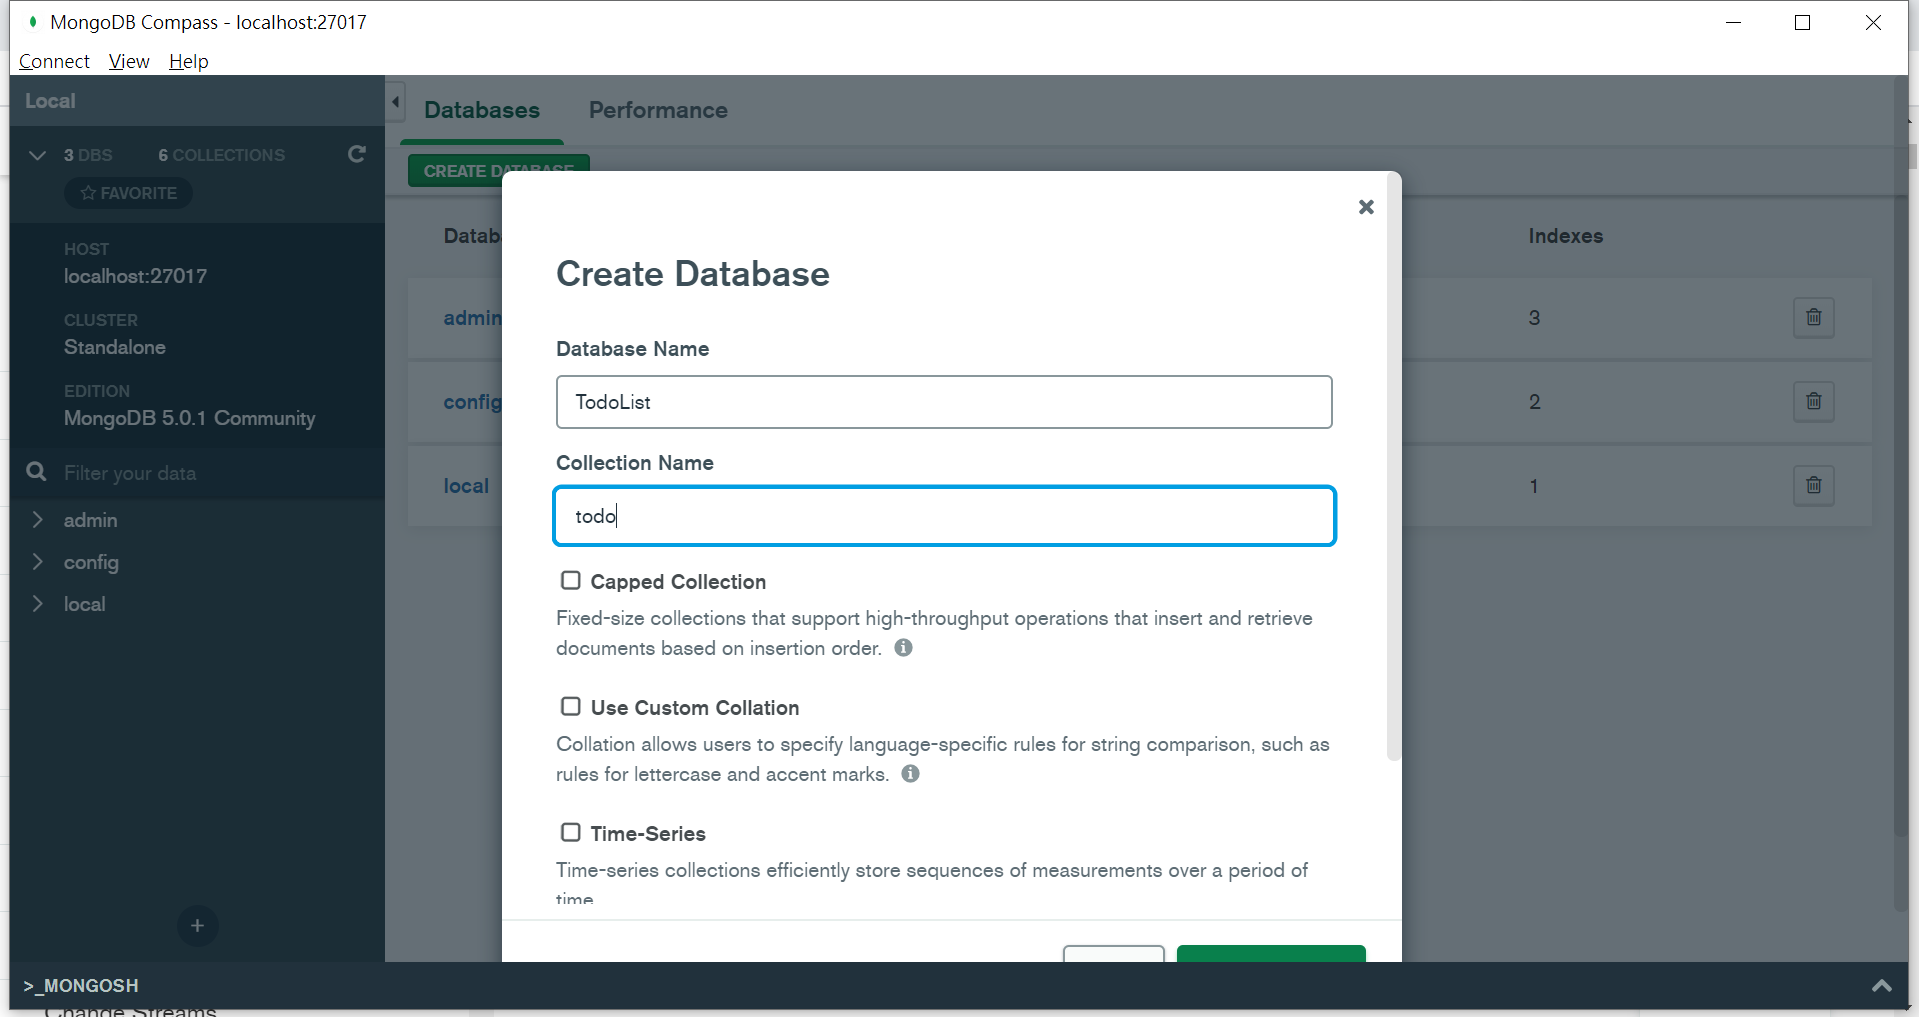 MongoDB Compass - localhost:27017
Connect View Help
Local
3 DBS 6 COLLECTIONS
FAVORITE
HOST
localhost:27017
CLUSTER
Standalone
EDITION
MongoDB 5.0.1 Community
Filter your data
admin
config
local
+
Databases Performance
CREATE DATABASE
Datab
Indexes
admin
3
config
2
local
1
Create Database
Database Name
TodoList
Collection Name
todo
Capped Collection
Fixed-size collections that support high-throughput operations that insert and retrieve
documents based on insertion order.
Use Custom Collation
Collation allows users to specify language-specific rules for string comparison, such as
rules for lettercase and accent marks.
Time-Series
Time-series collections efficiently store sequences of measurements over a period of
time
>_MONGOSH
Change Streams